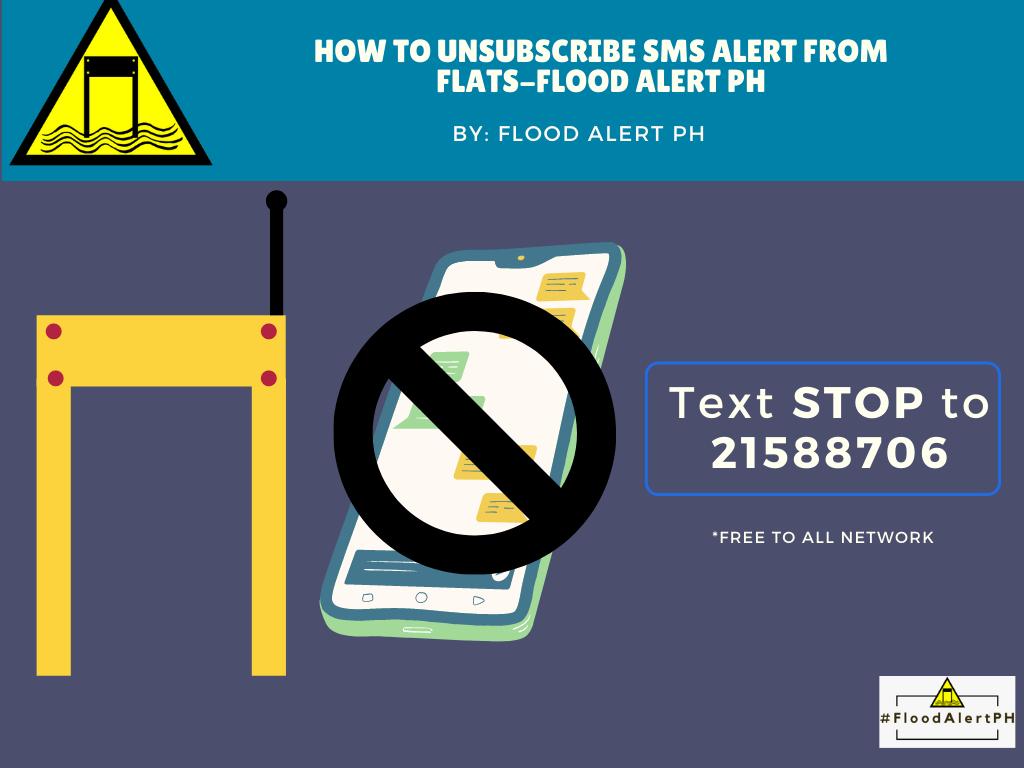 HOW TO UNSUBSCRIBE SMS ALERT FROM
FLATS-FLOOD ALERT PH
BY: FLOOD ALERT PH
Text STOP to
21588706
*FREE TO ALL NETWORK
#FloodAlertPH